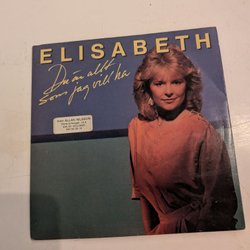 ELISABETH
Du är allt
som jag vill ha